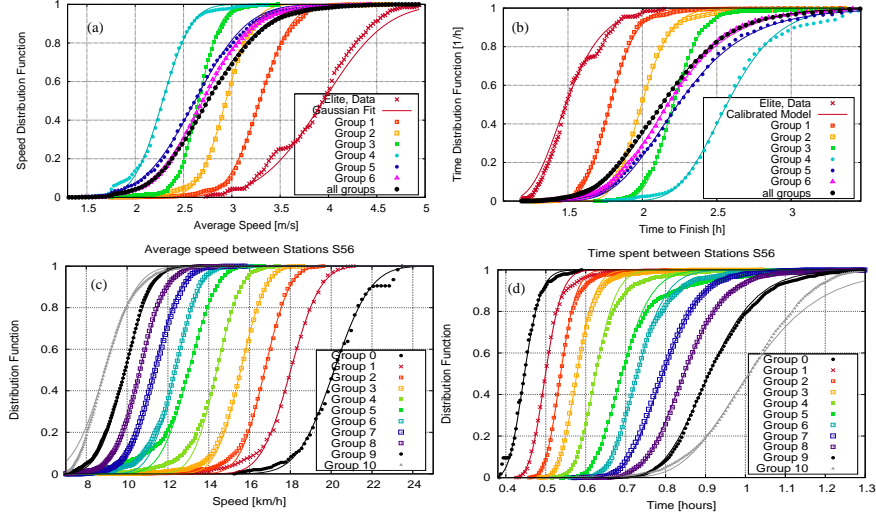 (a)
Speed Distribution Function
1
0.8
0.6
0.4
0.2
0
1.5
2
2.5
3
3.5
4
4.5
5
Average Speed [m/s]
Elite, Data
Gaussian Fit
Group 1
Group 2
Group 3
Group 4
Group 5
Group 6
all groups
(b)
Time Distribution Function [1/h]
1
0.8
0.6
0.4
0.2
0
1.5
2
2.5
3
Time to Finish [h]
Elite, Data
Calibrated Model
Group 1
Group 2
Group 3
Group 4
Group 5
Group 6
all groups
Average speed between Stations S56
(c)
Distribution Function
1
0.8
0.6
0.4
0.2
0
8
10
12
14
16
18
20
22
24
Speed [km/h]
Group 0
Group 1
Group 2
Group 3
Group 4
Group 5
Group 6
Group 7
Group 8
Group 9
Group 10
Time spent between Stations S56
(d)
Distribution Function
1
0.8
0.6
0.4
0.2
0
0.4
0.5
0.6
0.7
0.8
0.9
1
1.1
1.2
1.3
Time [hours]
Group 0
Group 1
Group 2
Group 3
Group 4
Group 5
Group 6
Group 7
Group 8
Group 9
Group 10